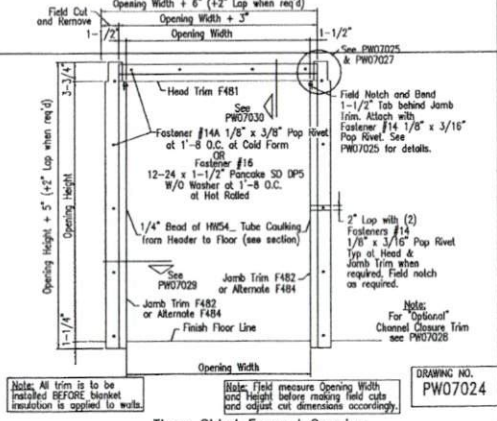 Opening Width + 6" (+2" Lap when req'd)
Field Cut
and Remove
Opening Width + 3"
1-1/2"
Opening Width
1-1/2"
See PW07025
& PW07027
3-3/4"
Head Trim F481
See
PW07030
Field Notch and Bend
1-1/2" Tab behind Jamb
Trim. Attach with
Fastener #14 1/8" x 3/16"
Pop Rivet. See
PW07025 for details.
Fastener #14A 1/8" x 3/8" Pop Rivet
at 1'-8 O.C. at Cold Form
OR
Fastener #16
12-24 x 1-1/2" Pancake SD DP5
W/O Washer at 1'-8 O.C.
at Hot Rolled
Opening Height + 5" (+2" Lap when req'd)
Opening Height
1/4" Bead of HW54_ Tube Caulking
from Header to Floor (see section)
2" Lap with (2)
Fasteners #14
1/8" x 3/16" Pop Rivet
Typ at Head &
Jamb Trim when
required. Field notch
as required.
See
PW07029
Jamb Trim F482
or Alternate F484
Jamb Trim F482
or Alternate F484
Note:
For "Optional"
Channel Closure Trim
see PW07028
1-1/4"
Finish Floor Line
Opening Width
Note: All trim is to be
installed BEFORE blanket
insulation is applied to walls.
Note: Field measure Opening Width
and Height before making field cuts
and adjust cut dimensions accordingly.
DRAWING NO.
PW07024